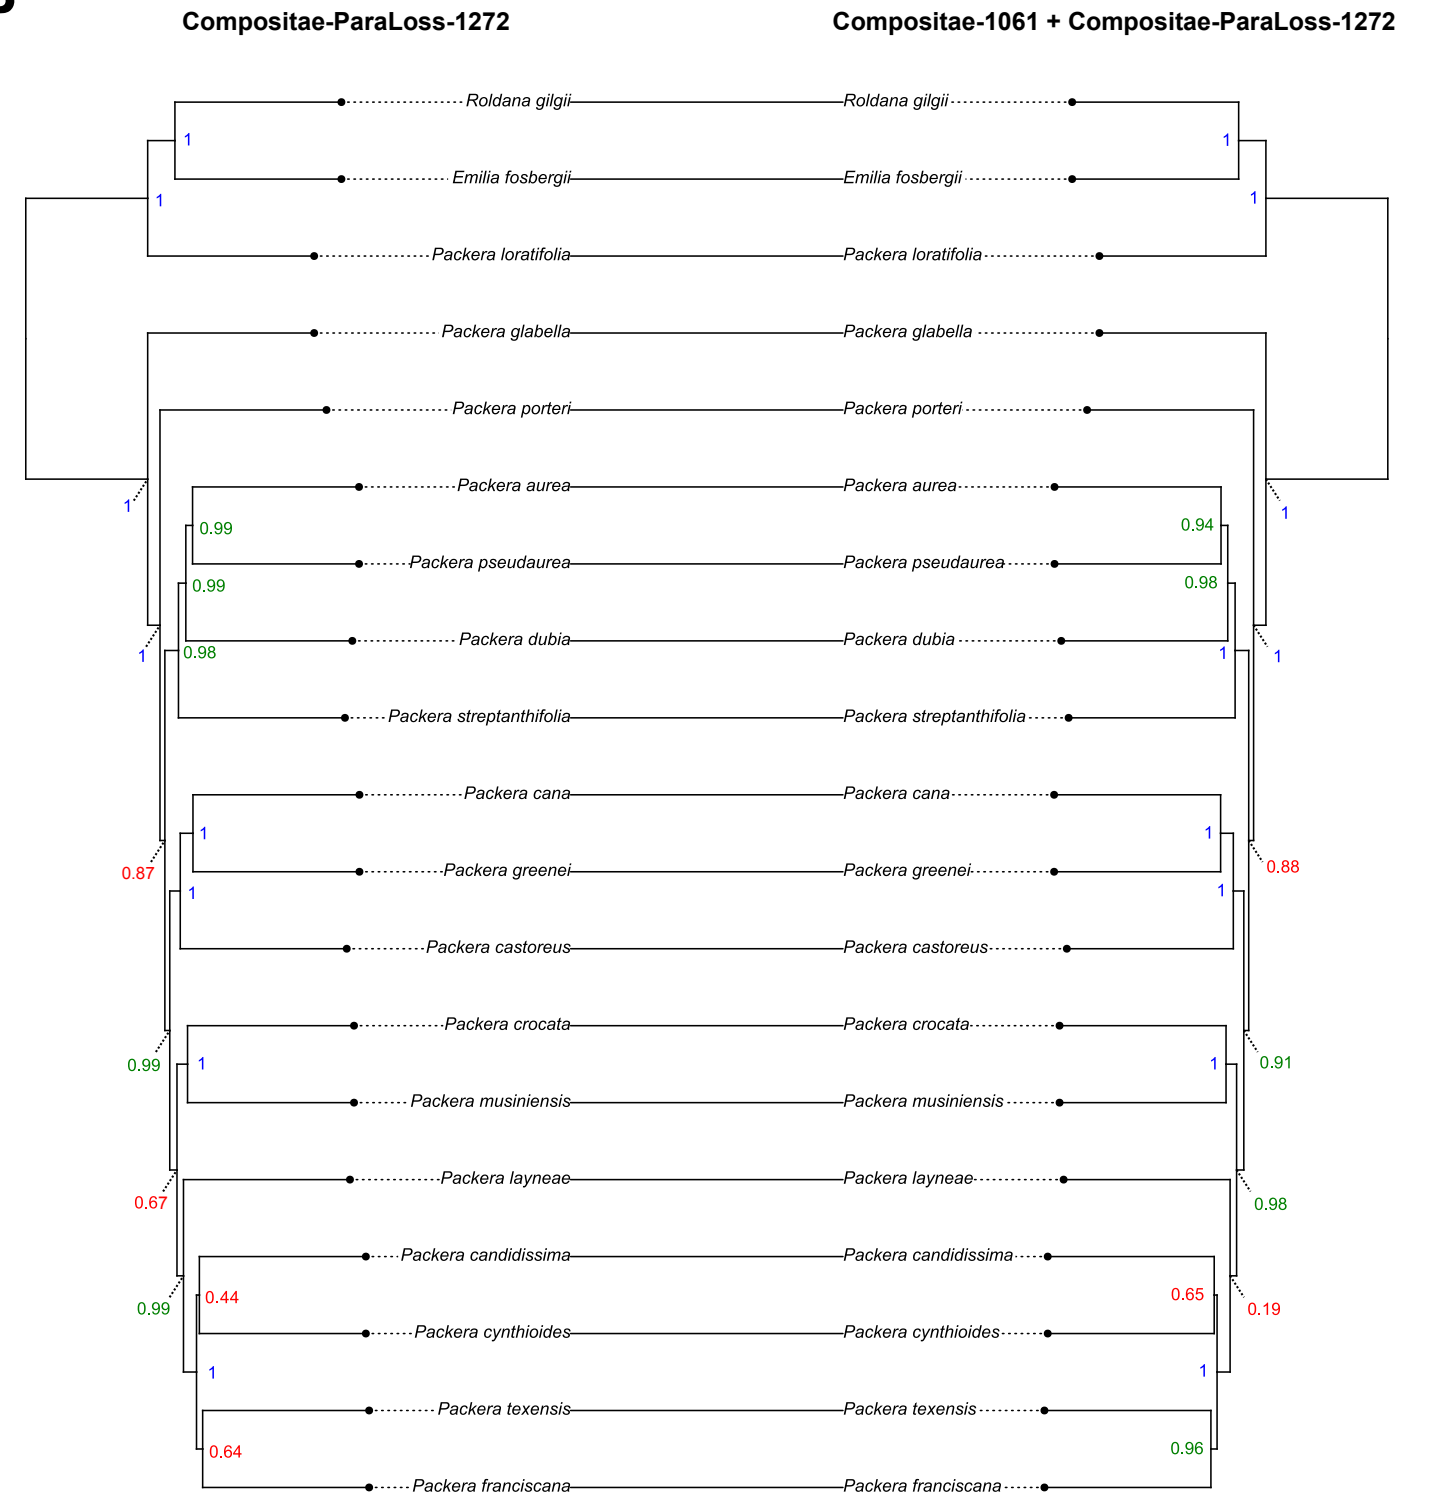 Compositae-ParaLoss-1272 Compositae-1061 + Compositae-ParaLoss-1272
Roldana gilgii Roldana gilgii
1 1
Emilia fosbergii Emilia fosbergii
1 1
Packera loratifolia Packera loratifolia
Packera glabella Packera glabella
Packera porteri Packera porteri
Packera aurea Packera aurea
1 1
0.99 0.94
Packera pseudaurea Packera pseudaurea
0.99 0.98
Packera dubia Packera dubia
1 0.98 1 1
Packera streptanthifolia Packera streptanthifolia
Packera cana Packera cana
1 1
Packera greenei Packera greenei
0.87 0.88
1 1
Packera castoreus Packera castoreus
Packera crocata Packera crocata
0.99 1 1 0.91
Packera musiniensis Packera musiniensis
Packera layneae Packera layneae
0.67 0.98
Packera candidissima Packera candidissima
0.99 0.44 0.65 0.19
Packera cynthioides Packera cynthioides
1 1
Packera texensis Packera texensis
0.64 0.96
Packera franciscana Packera franciscana